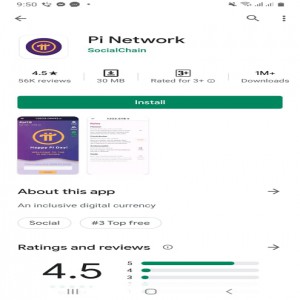 9:50
Pi Network
SocialChain
4.5★
56K reviews
30 MB
3+
Rated for 3+
1M+
Downloads
Install
Happy Pi Day!
About this app
An inclusive digital currency
Social
#3 Top free
Ratings and reviews
4.5
5
4
3